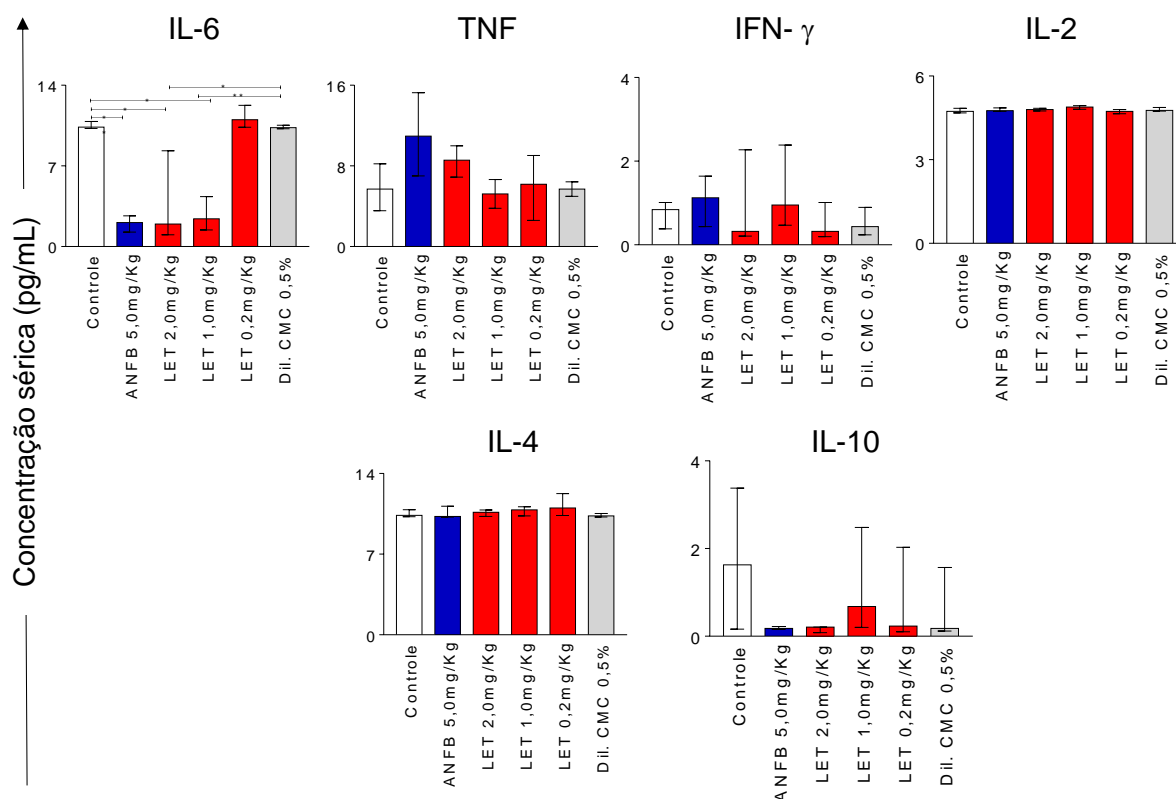 Concentração sérica (pg/mL)
IL-6
14
7
0
*
*
*
*
**
*
Controle
ANFB 5,0mg/Kg
LET 2,0mg/Kg
LET 1,0mg/Kg
LET 0,2mg/Kg
Dil. CMC 0,5%
TNF
16
8
0
Controle
ANFB 5,0mg/Kg
LET 2,0mg/Kg
LET 1,0mg/Kg
LET 0,2mg/Kg
Dil. CMC 0,5%
IFN- γ
4
2
0
Controle
ANFB 5,0mg/Kg
LET 2,0mg/Kg
LET 1,0mg/Kg
LET 0,2mg/Kg
Dil. CMC 0,5%
IL-2
6
3
0
Controle
ANFB 5,0mg/Kg
LET 2,0mg/Kg
LET 1,0mg/Kg
LET 0,2mg/Kg
Dil. CMC 0,5%
IL-4
14
7
0
Controle
ANFB 5,0mg/Kg
LET 2,0mg/Kg
LET 1,0mg/Kg
LET 0,2mg/Kg
Dil. CMC 0,5%
IL-10
4
2
0
Controle
ANFB 5,0mg/Kg
LET 2,0mg/Kg
LET 1,0mg/Kg
LET 0,2mg/Kg
Dil. CMC 0,5%